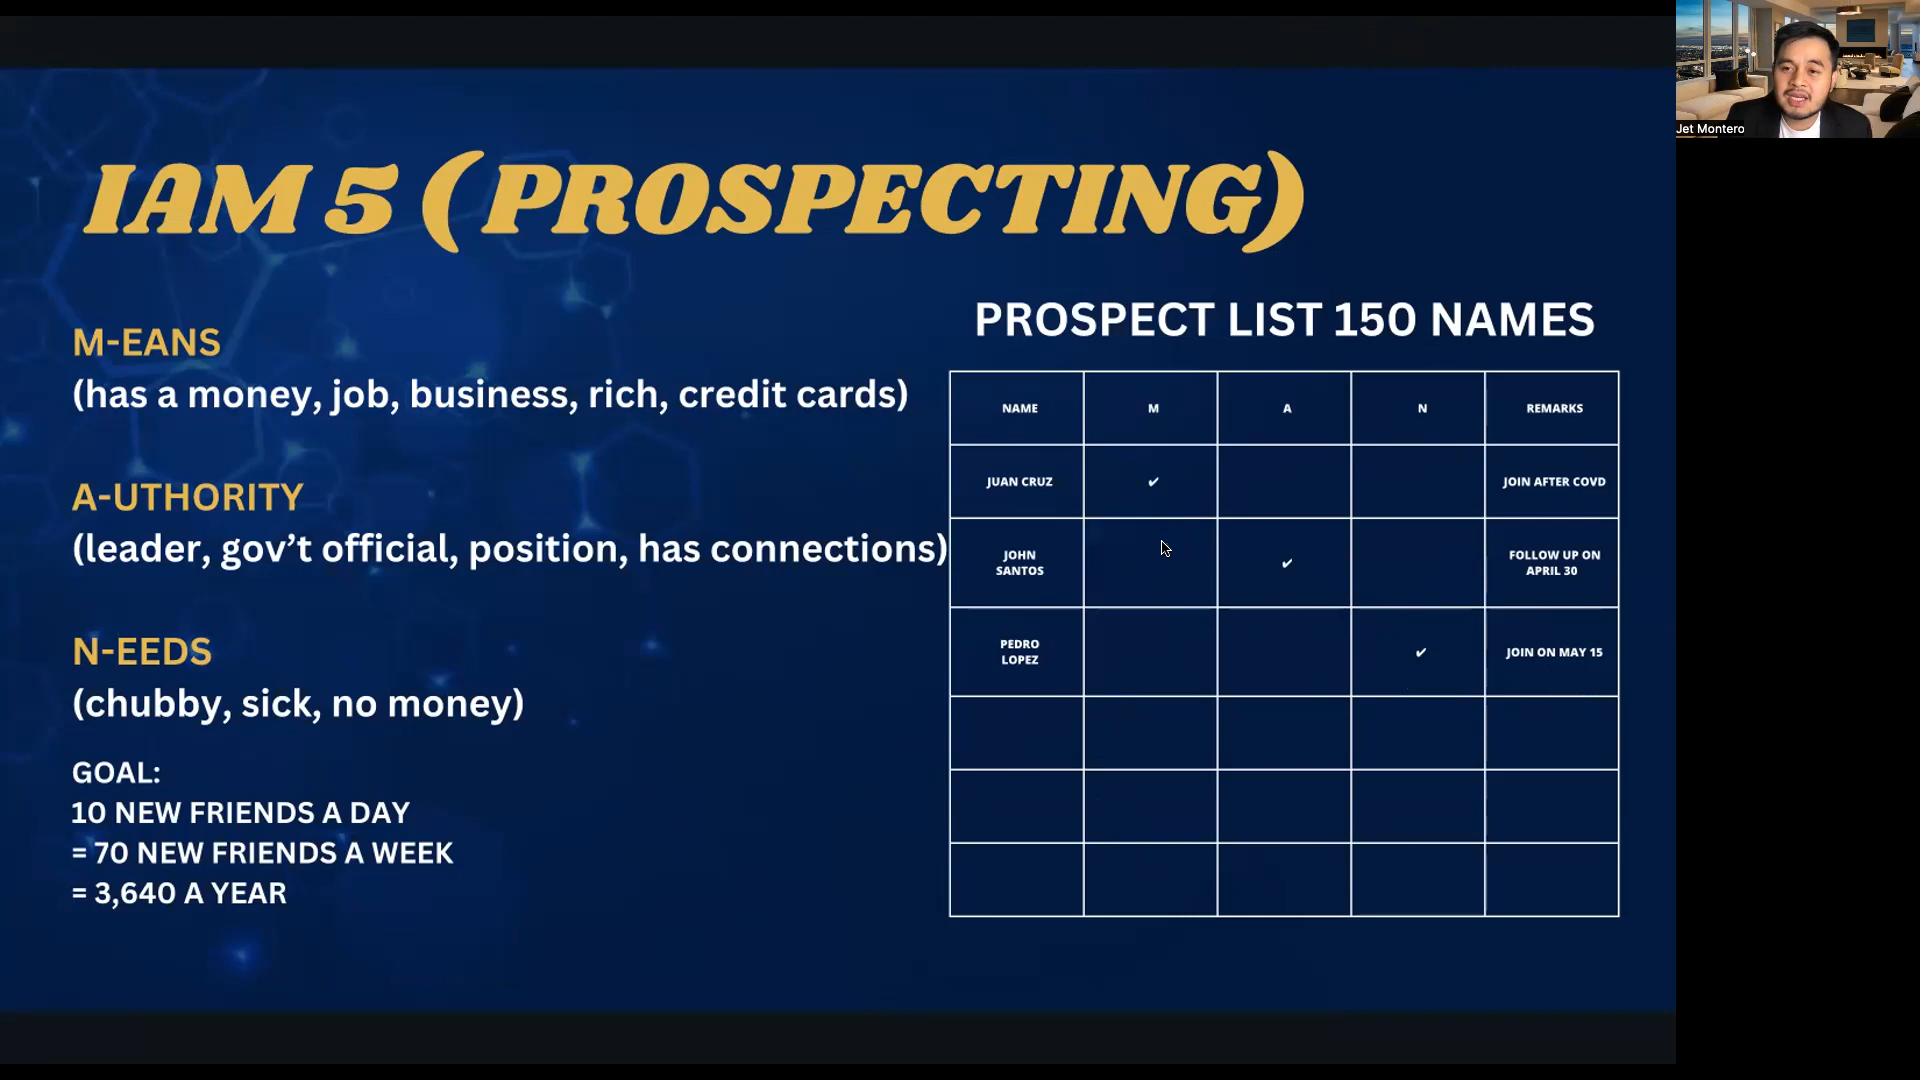 IAM 5 (PROSPECTING)
M-EANS
(has a money, job, business, rich, credit cards)
A-UTHORITY
(leader, gov’t official, position, has connections)
N-EEDS
(chubby, sick, no money)
GOAL:
10 NEW FRIENDS A DAY
= 70 NEW FRIENDS A WEEK
= 3,640 A YEAR
PROSPECT LIST 150 NAMES
NAME M A N REMARKS
JUAN CRUZ ✔ JOIN AFTER COVD
JOHN
SANTOS
✔
FOLLOW UP ON
APRIL 30
PEDRO
LOPEZ
✔
JOIN ON MAY 15
Jet Montero